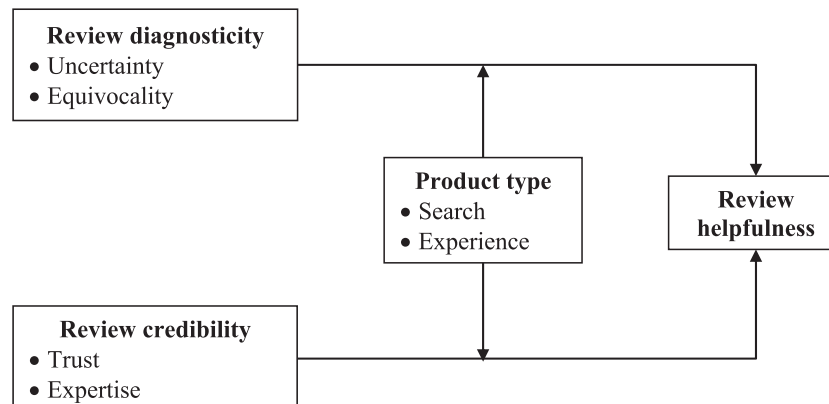 Review diagnosticity
• Uncertainty
• Equivocality
Product type
• Search
• Experience
Review
helpfulness
Review credibility
• Trust
• Expertise